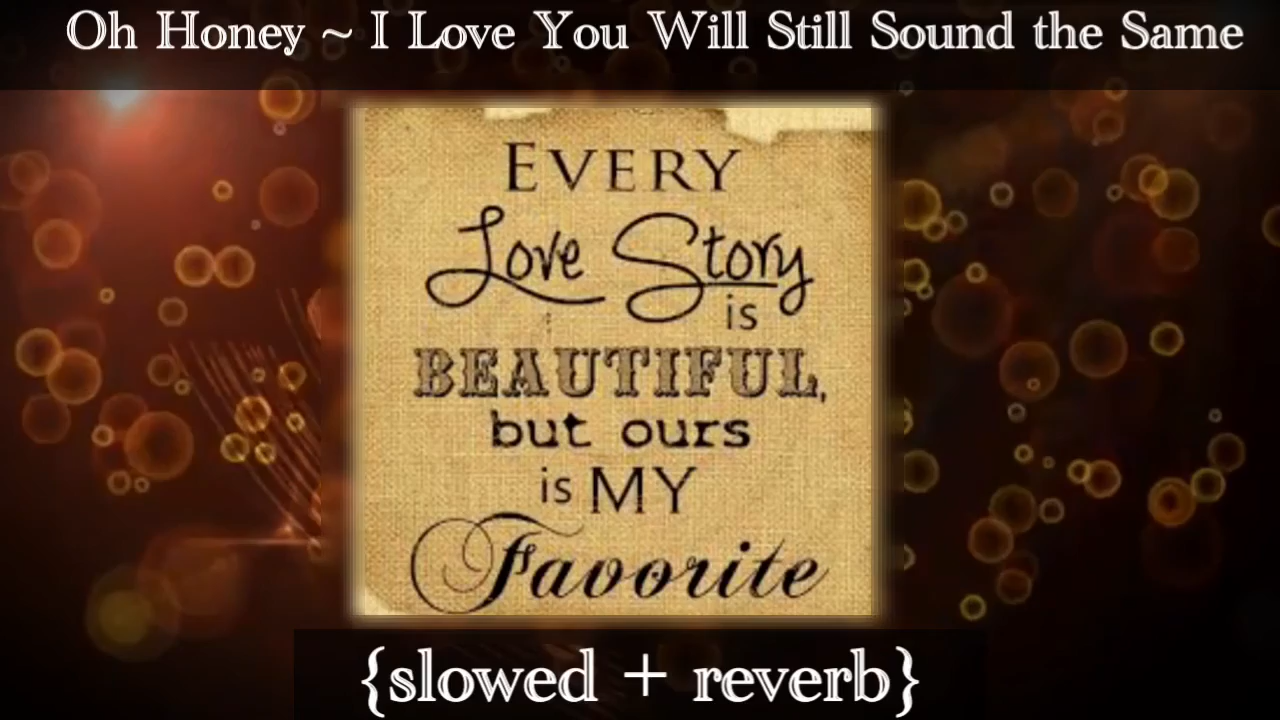 Oh Honey ~ I Love You Will Still Sound the Same
EVERY
Love Story
is
BEAUTIFUL,
but ours
is MY
Favorite
{slowed + reverb}